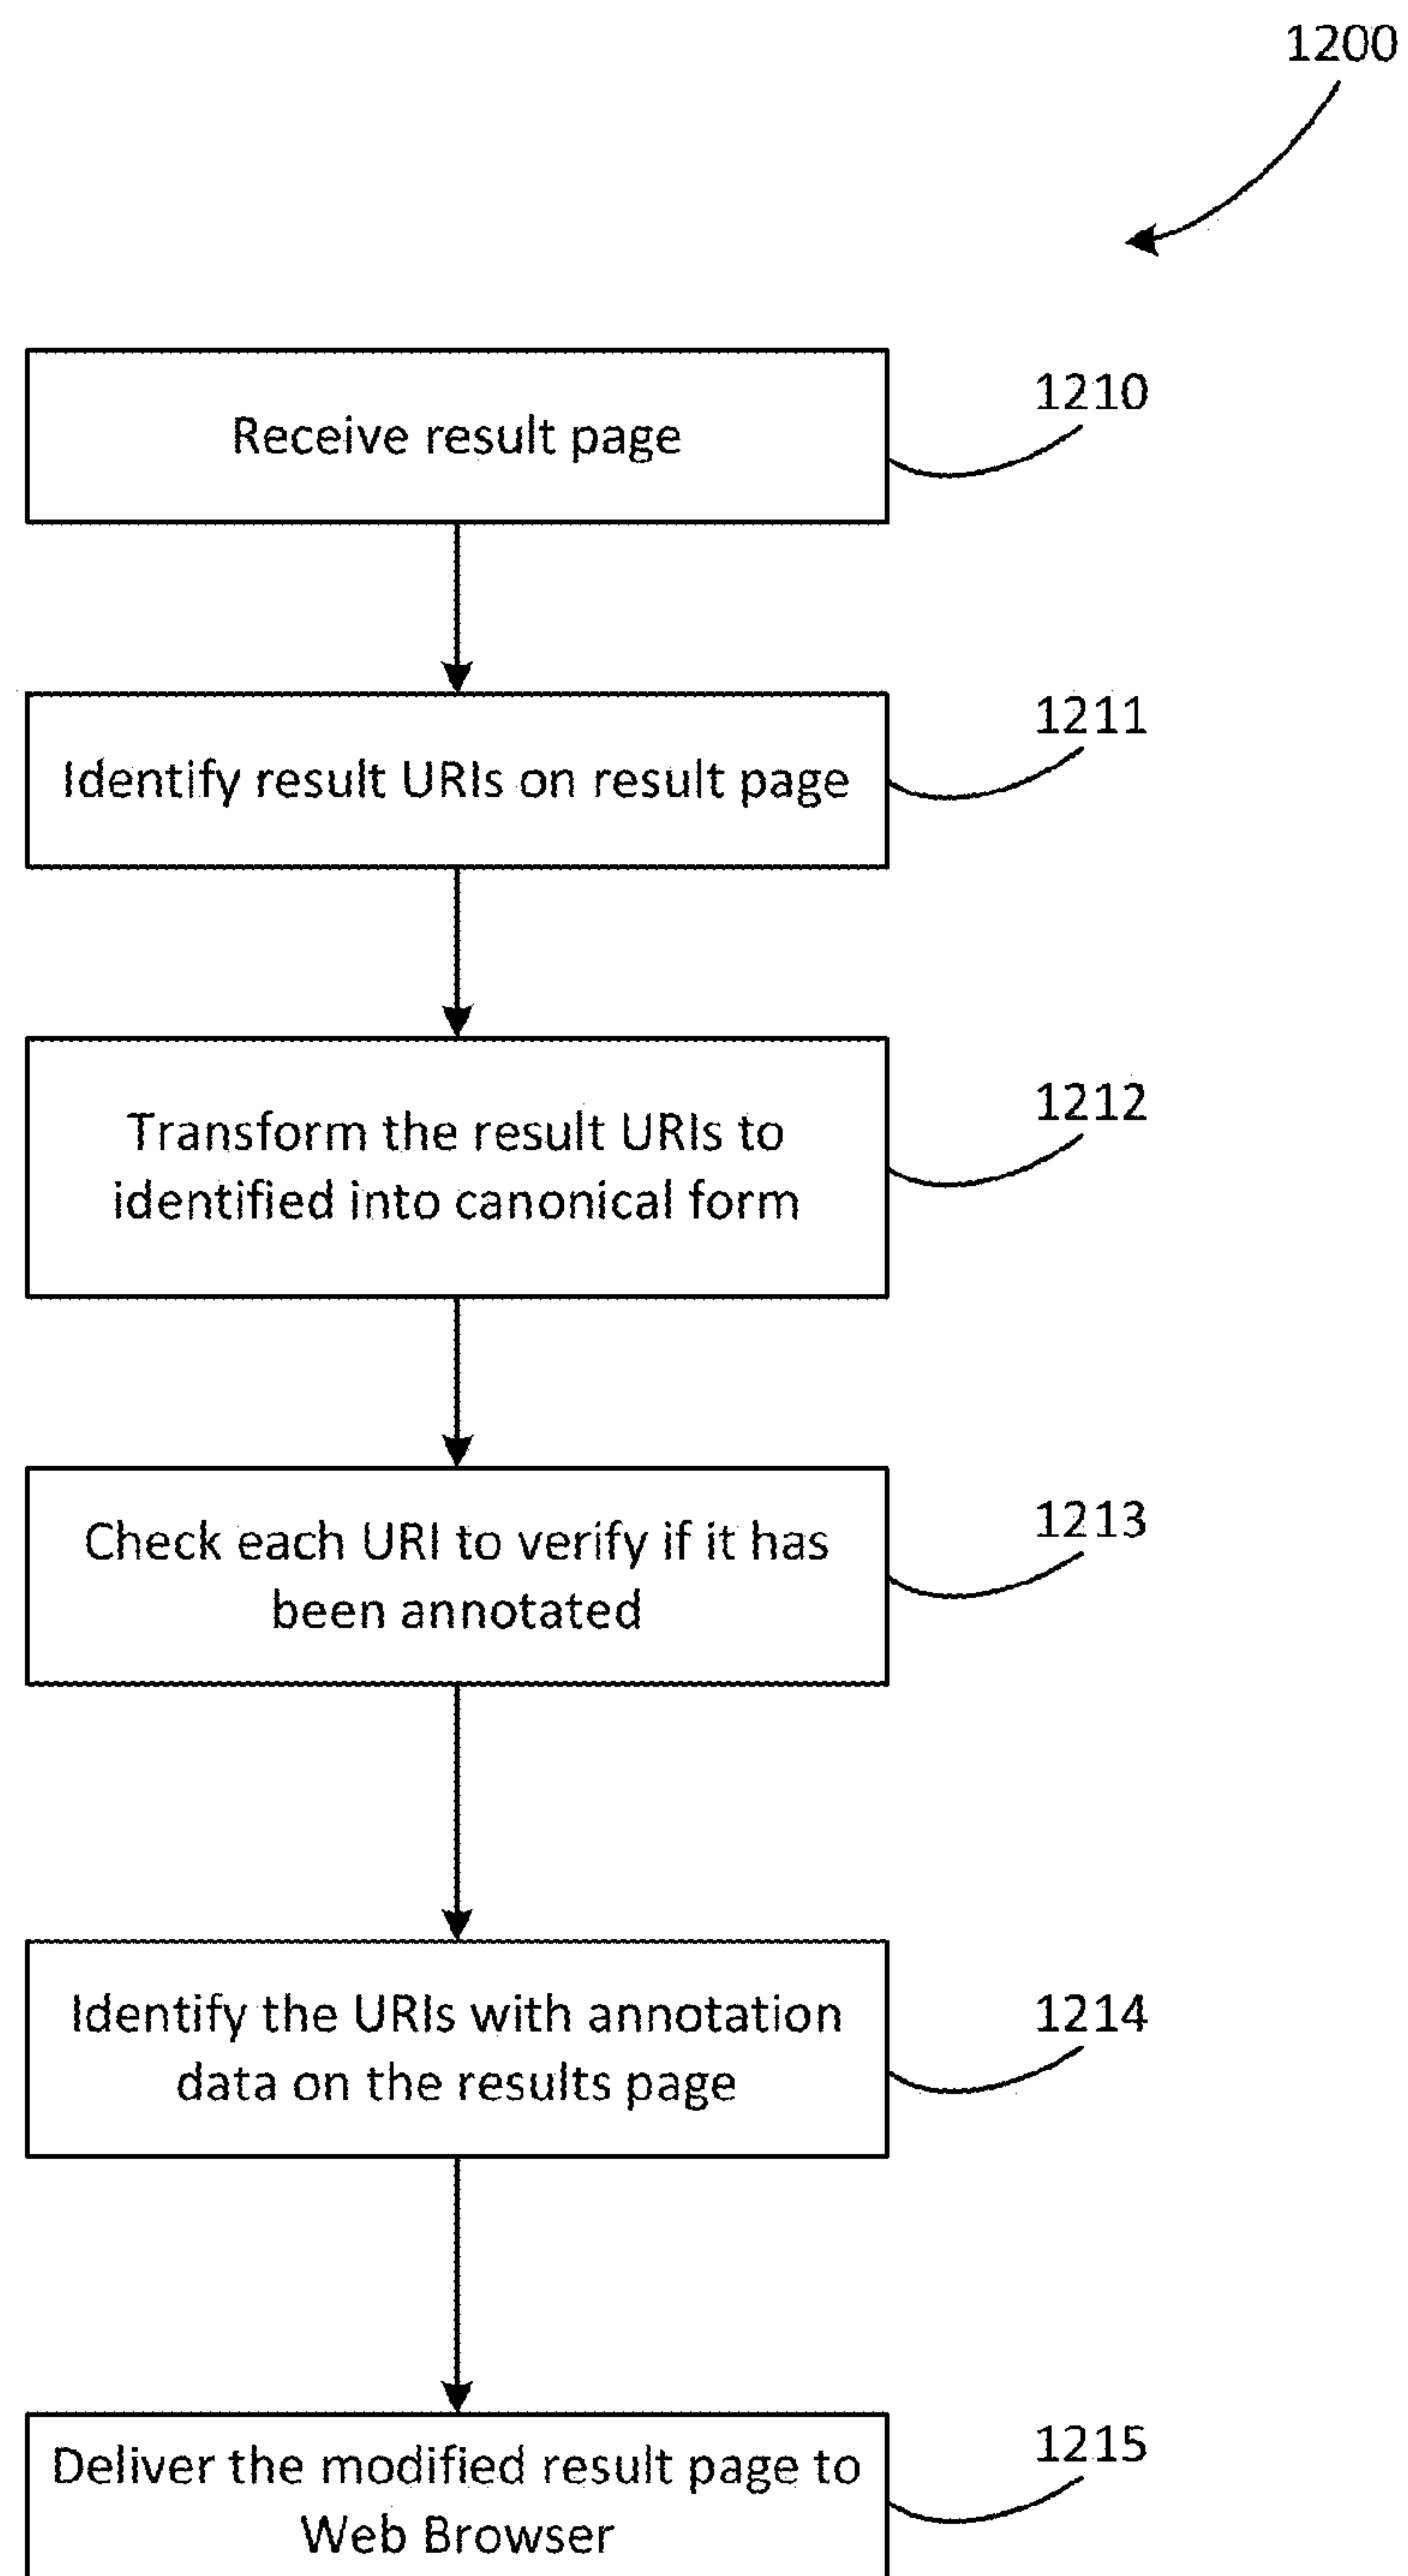 1200
Receive result page
1210
Identify result URIs on result page
1211
Transform the result URIs to
identified into canonical form
1212
Check each URI to verify if it has
been annotated
1213
Identify the URIs with annotation
data on the results page
1214
Deliver the modified result page to
Web Browser
1215